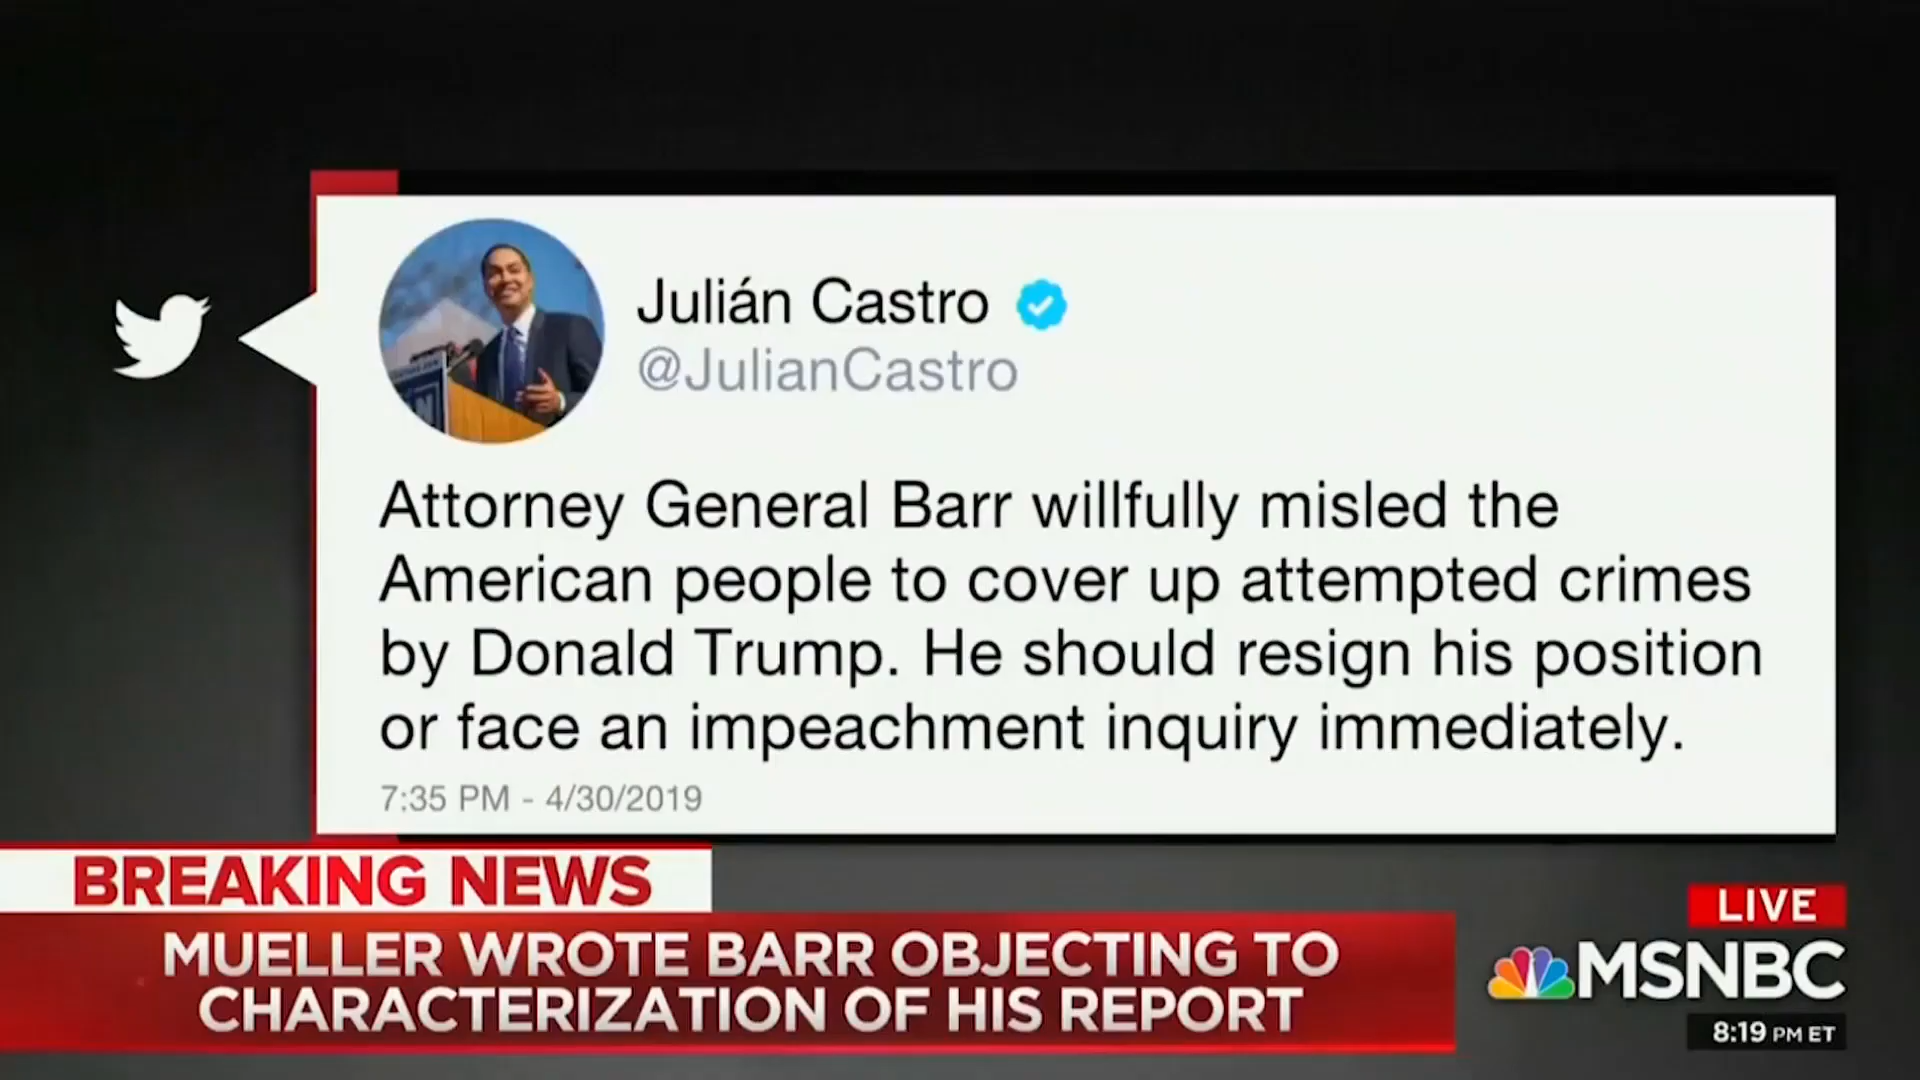 Julián Castro
@JulianCastro
Attorney General Barr willfully misled the
American people to cover up attempted crimes
by Donald Trump. He should resign his position
or face an impeachment inquiry immediately.
7:35 PM - 4/30/2019
BREAKING NEWS
MUELLER WROTE BARR OBJECTING TO
CHARACTERIZATION OF HIS REPORT
LIVE
MSNBC
8:19 PM ET